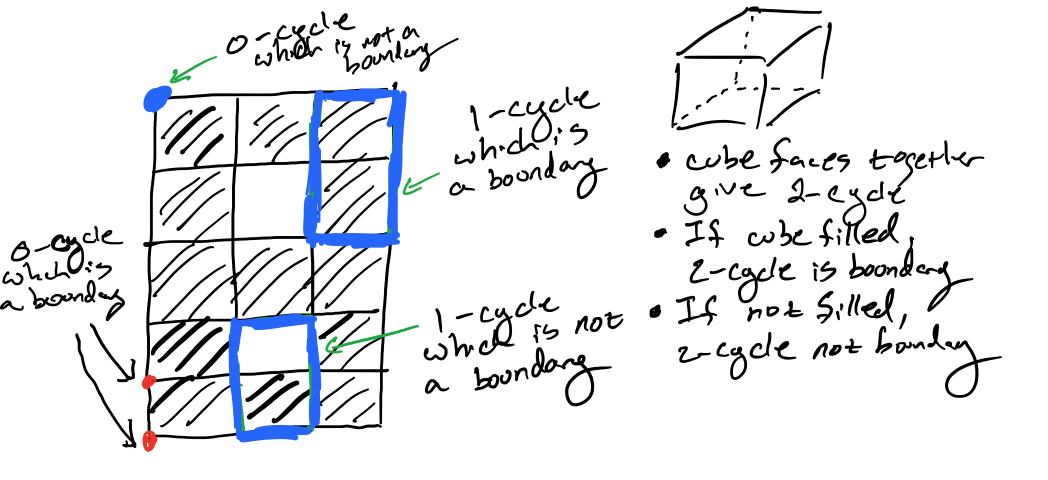 0-cycle
which is not a
boundary
1-cycle
which is
a boundary
0-cycle
which is
a boundary
1-cycle
which is not
a boundary
• cube faces together
give 2-cycle
• If cube filled,
2-cycle is boundary
• If not filled,
2-cycle not boundary